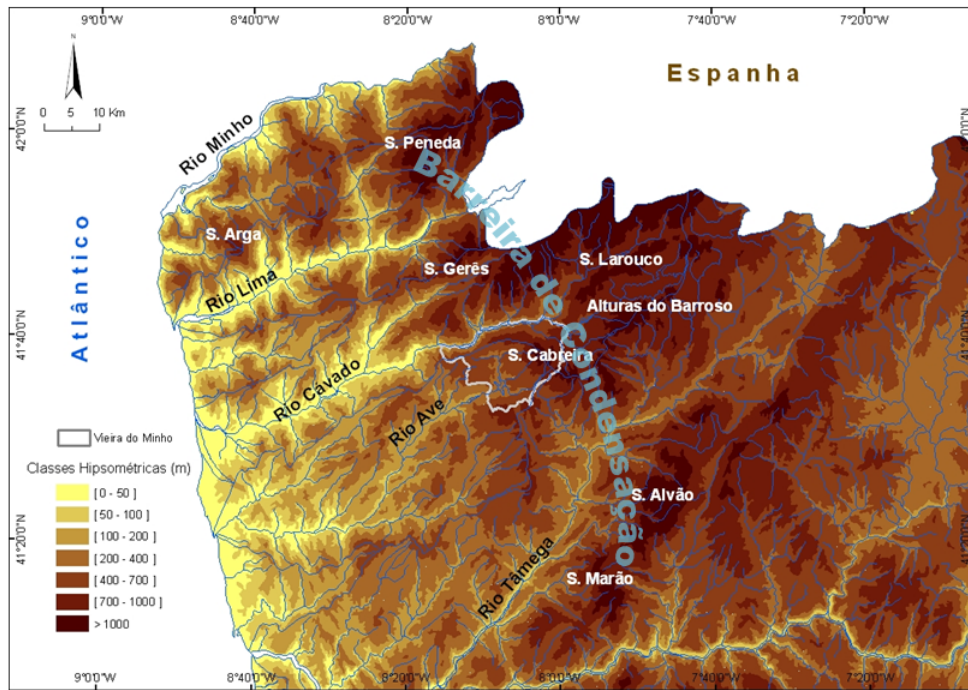 9°0'0"W
8°40'0"W
8°20'0"W
8°0'0"W
7°40'0"W
7°20'0"W
N
0 5 10 Km
Espanha
42°0'0"N
Rio Minho
S. Peneda
Barreira de Condensação
Atlântico
S. Arga
S. Gerês
S. Larouco
Rio Lima
Alturas do Barroso
41°40'0"N
41°40'0"N
S. Cabreira
Rio Cávado
Rio Ave
Vieira do Minho
Classes Hipsométricas (m)
[ 0 - 50 ]
[ 50 - 100 ]
[ 100 - 200 ]
[ 200 - 400 ]
[ 400 - 700 ]
[ 700 - 1000 ]
> 1000
S. Alvão
41°20'0"N
41°20'0"N
Rio Tâmega
S. Marão
9°0'0"W
8°40'0"W
8°20'0"W
8°0'0"W
7°40'0"W
7°20'0"W